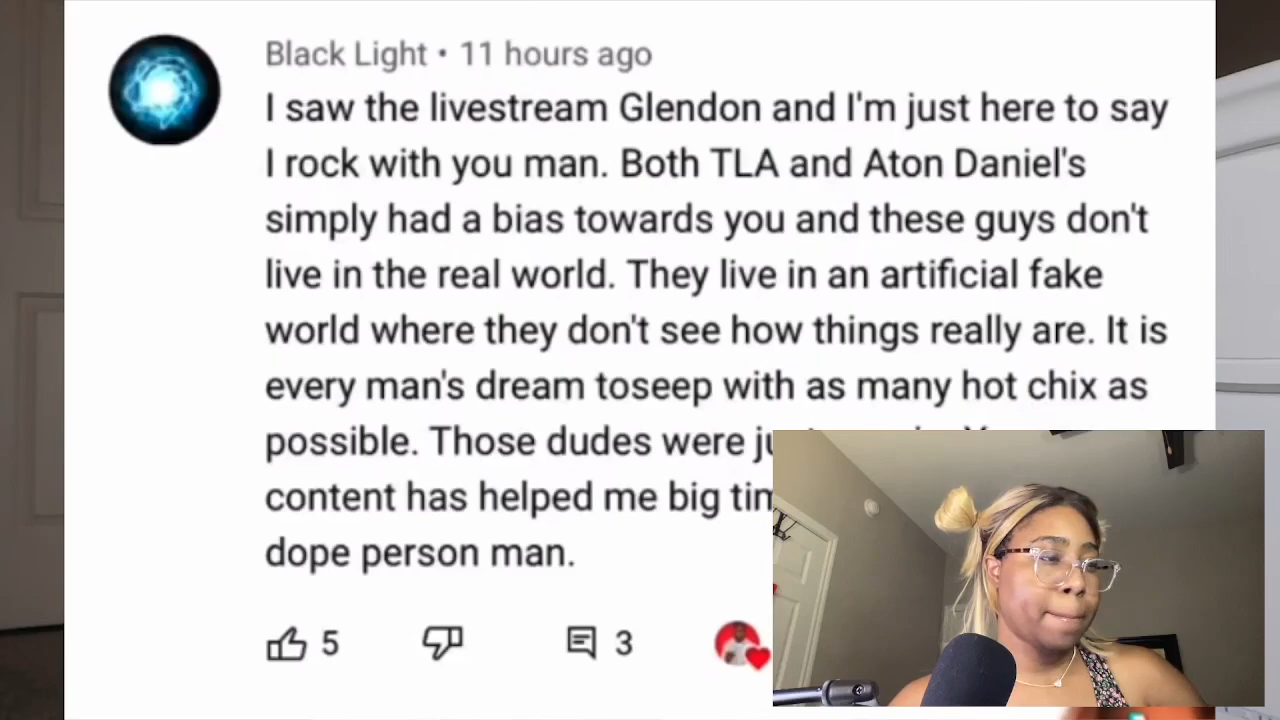 Black Light • 11 hours ago
I saw the livestream Glendon and I'm just here to say
I rock with you man. Both TLA and Aton Daniel's
simply had a bias towards you and these guys don't
live in the real world. They live in an artificial fake
world where they don't see how things really are. It is
every man's dream toseep with as many hot chix as
possible. Those dudes were
content has helped me big
dope person man.
5 3